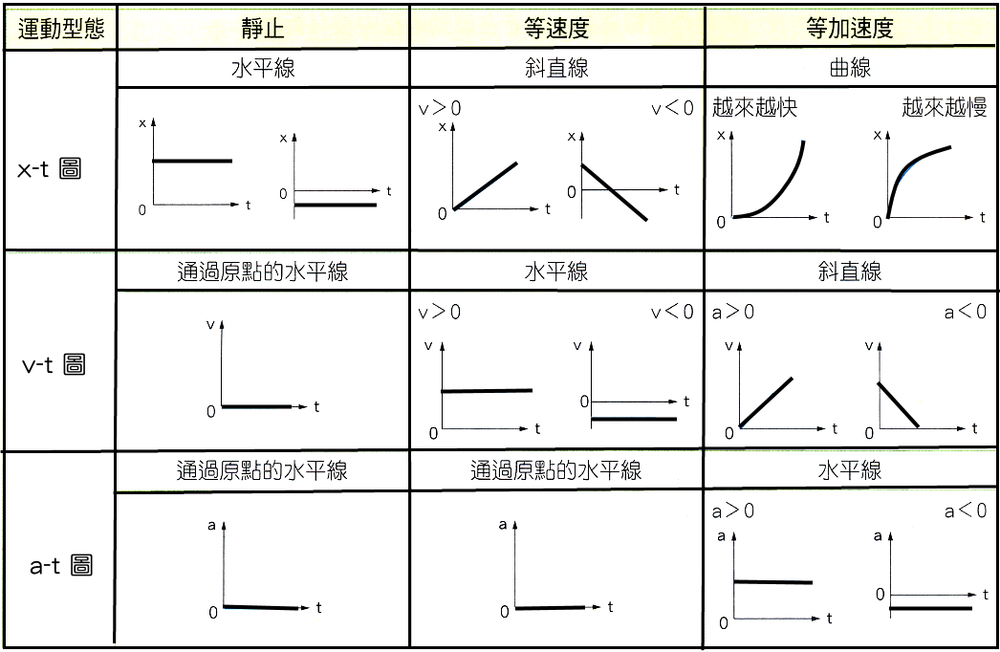 運動型態 靜止 等速度 等加速度
水平線 斜直線 曲線
x-t 圖
x
0
t
x
0
t
v＞0 v＜0
x
0
t
x
0
t
越來越快 越來越慢
x
0
t
x
0
t
通過原點的水平線 水平線 斜直線
v-t 圖
v
0
t
v＞0 v＜0
v
0
t
v
0
t
a＞0 a＜0
v
0
t
v
0
t
通過原點的水平線 通過原點的水平線 水平線
a-t 圖
a
0
t
a
0
t
a＞0 a＜0
a
0
t
a
0
t